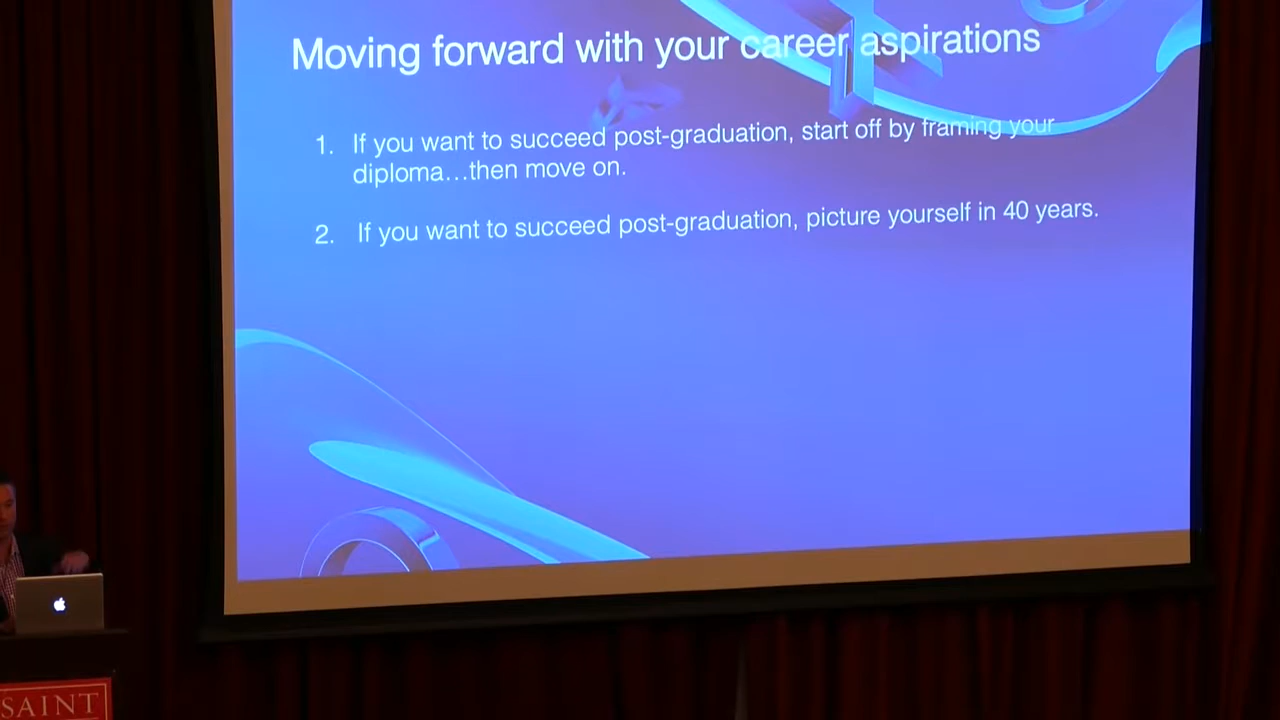 Moving forward with your career aspirations
1. If you want to succeed post-graduation, start off by framing your
diploma…then move on.
2. If you want to succeed post-graduation, picture yourself in 40 years.
SAINT